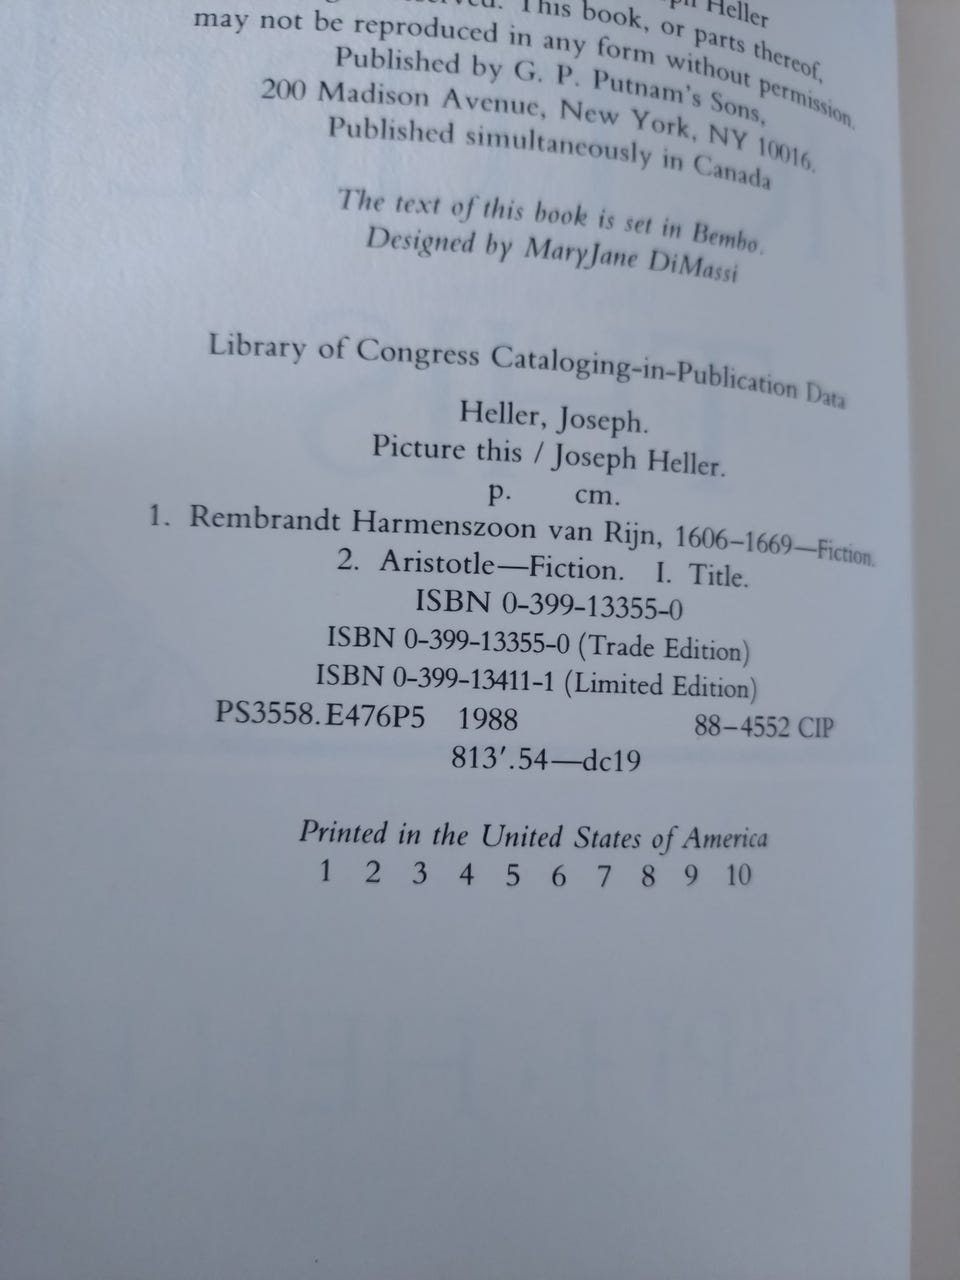 Heller
This book, or parts thereof,
may not be reproduced in any form without permission.
Published by G. P. Putnam's Sons,
200 Madison Avenue, New York, NY 10016.
Published simultaneously in Canada
The text of this book is set in Bembo.
Designed by MaryJane DiMassi
Library of Congress Cataloging-in-Publication Data
Heller, Joseph.
Picture this / Joseph Heller.
p. cm.
1. Rembrandt Harmenszoon van Rijn, 1606–1669—Fiction.
2. Aristotle—Fiction. I. Title.
ISBN 0-399-13355-0
ISBN 0-399-13355-0 (Trade Edition)
ISBN 0-399-13411-1 (Limited Edition)
PS3558.E476P5 1988 88–4552 CIP
813′.54—dc19
Printed in the United States of America
1 2 3 4 5 6 7 8 9 10